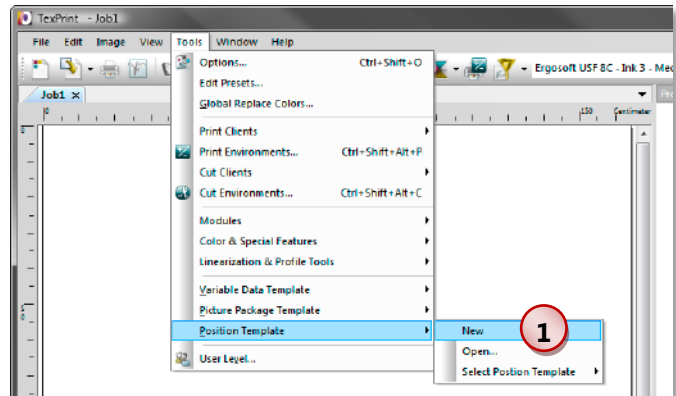 TexPrint - Job1
File Edit Image View Tools Window Help
Ergosoft USF 8C - Ink 3 - Med
Job1 ×
150 Centimeter
0
Options... Ctrl+Shift+O
Edit Presets...
Global Replace Colors...
Print Clients
Print Environments... Ctrl+Shift+Alt+P
Cut Clients
Cut Environments... Ctrl+Shift+Alt+C
Modules
Color & Special Features
Linearization & Profile Tools
Variable Data Template
Picture Package Template
Position Template
User Level...
New
1
Open...
Select Postion Template